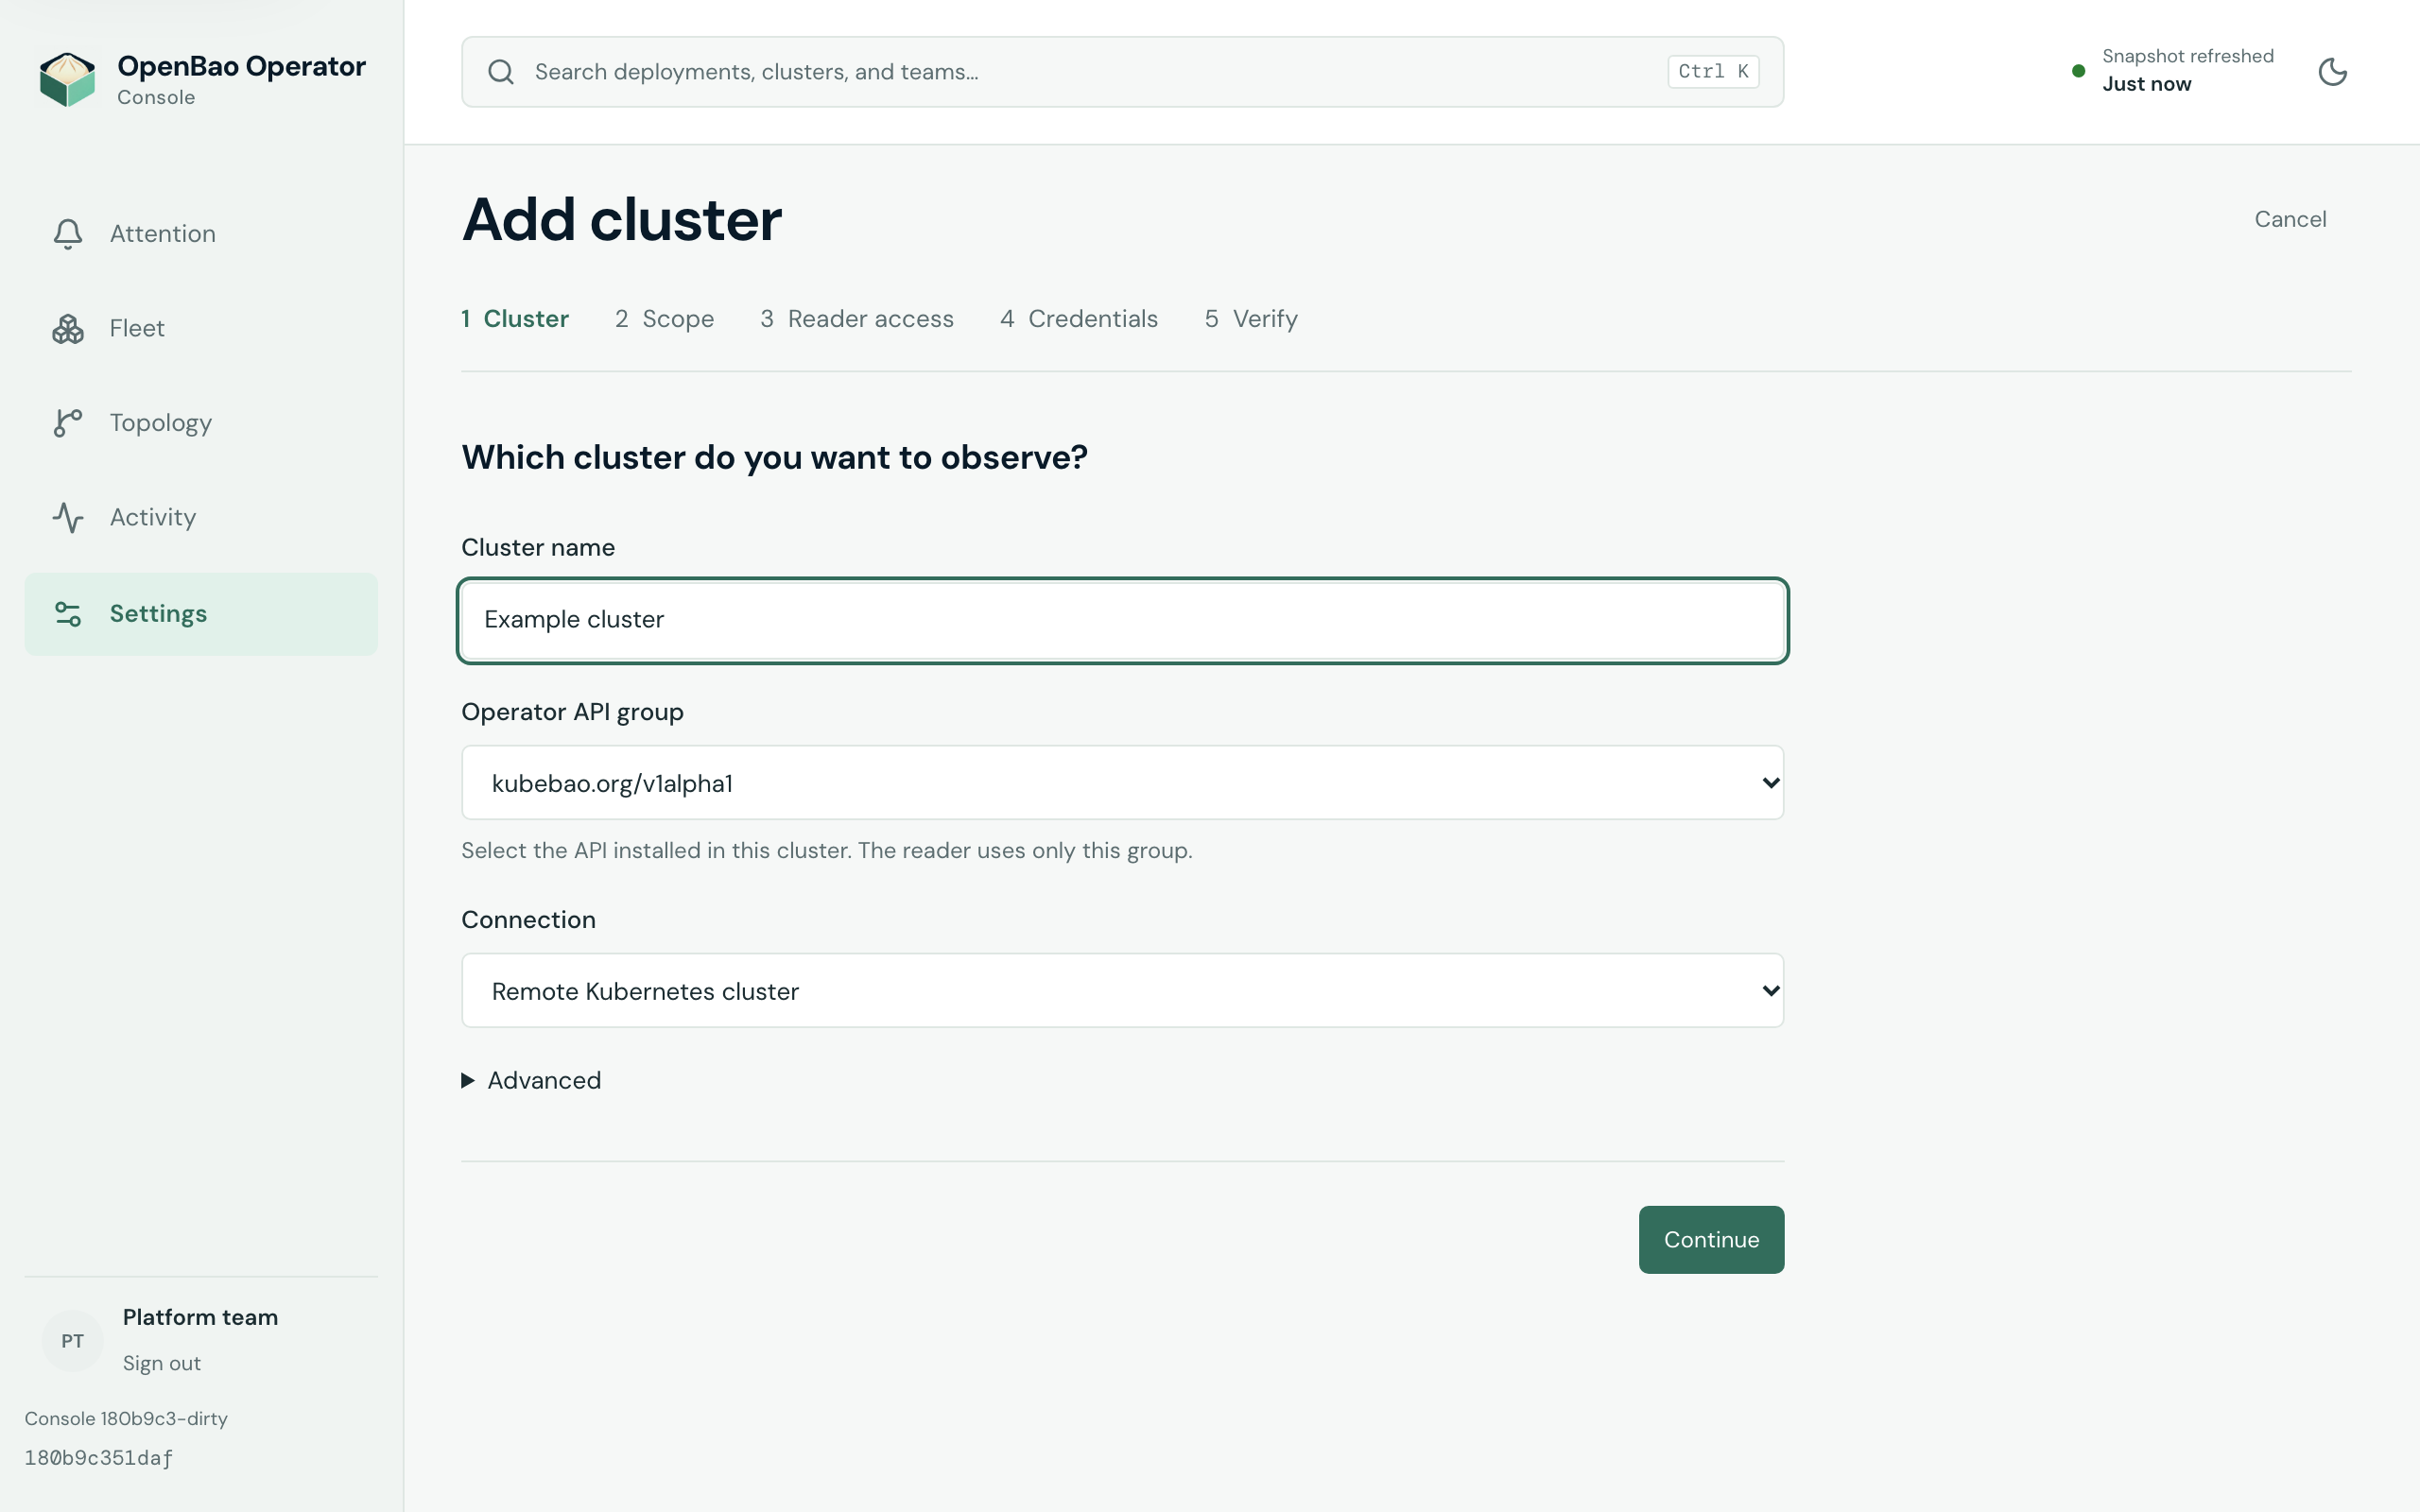 OpenBao Operator
Console
Attention
Fleet
Topology
Activity
Settings
Platform team
PT
Sign out
Console 180b9c3-dirty
180b9c351daf
Search deployments, clusters, and teams...
Ctrl K
Snapshot refreshed
Just now
Add cluster
Cancel
1 Cluster 2 Scope 3 Reader access 4 Credentials 5 Verify
Which cluster do you want to observe?
Cluster name
Example cluster
Operator API group
kubebao.org/v1alpha1
Select the API installed in this cluster. The reader uses only this group.
Connection
Remote Kubernetes cluster
Advanced
Continue